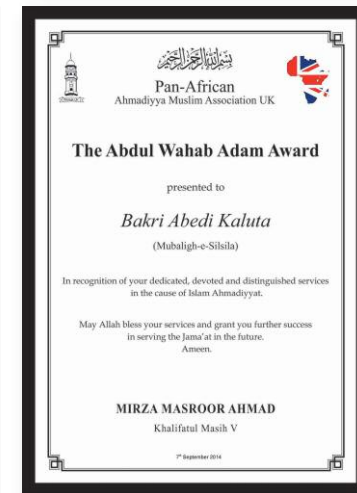 بسم الله الرحمن الرحيم
Pan-African
Ahmadiyya Muslim Association UK
The Abdul Wahab Adam Award
presented to
Bakri Abedi Kaluta
(Mubaligh-e-Silsila)
In recognition of your dedicated, devoted and distinguished services
in the cause of Islam Ahmadiyyat.
May Allah bless your services and grant you further success
in serving the Jama'at in the future.
Ameen.
MIRZA MASROOR AHMAD
Khalifatul Masih V
7th September 2014